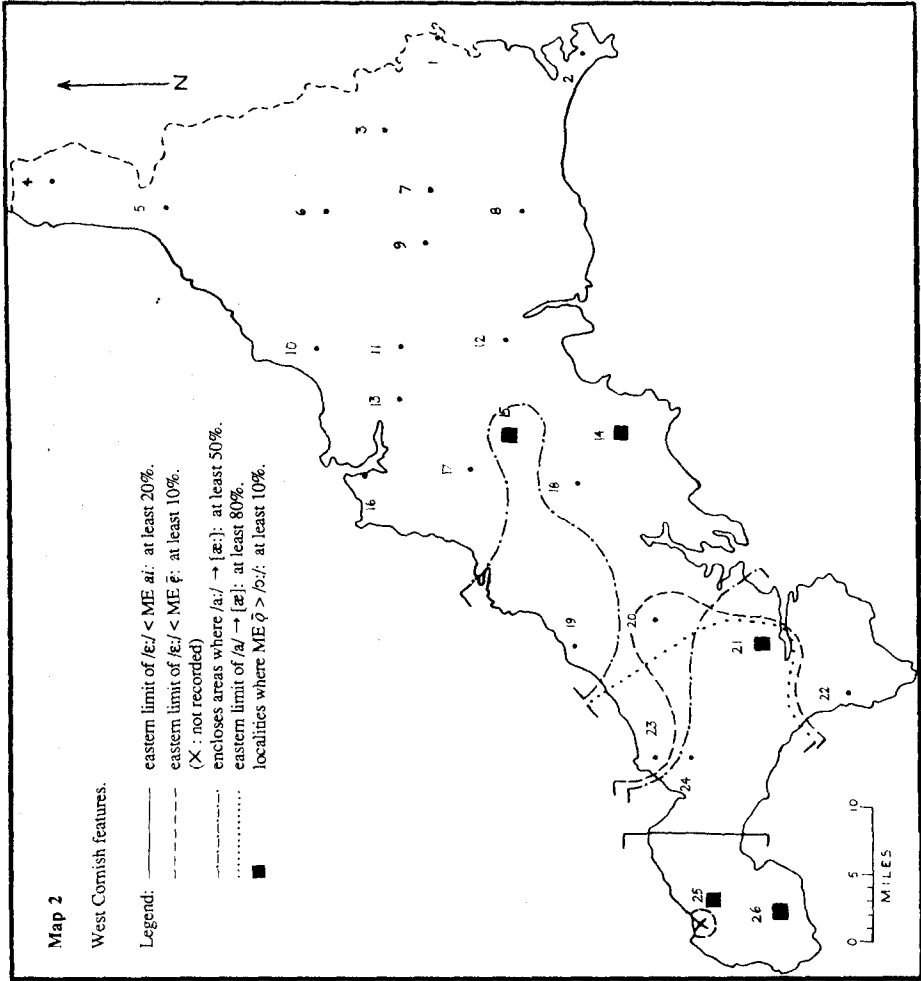 Map 2
West Cornish features.
Legend: eastern limit of /ɛ:/ < ME ai: at least 20%.
eastern limit of /ɛ:/ < ME ę̄: at least 10%.
(X : not recorded)
encloses areas where /a:/ → [æ:]: at least 50%.
eastern limit of /a/ → [æ]: at least 80%.
localities where ME ǭ > /ɔ:/: at least 10%.
N
1
2
3
4
5
6
7
8
9
10
11
12
13
14
15
16
17
18
19
20
21
22
23
24
25
X
26
0 5 10
MILES